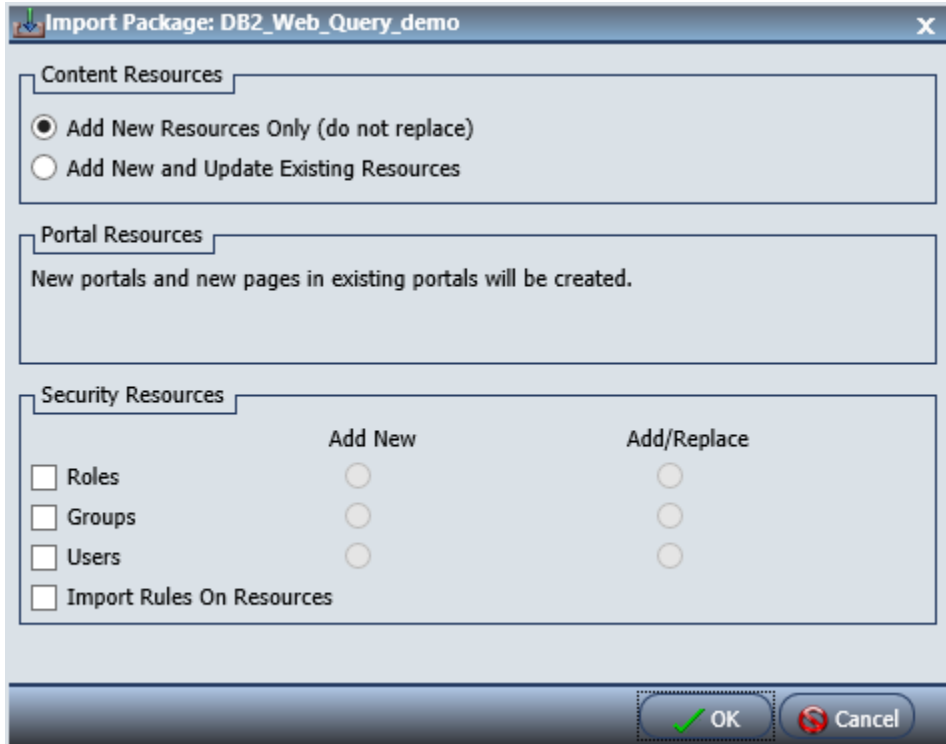 Import Package: DB2_Web_Query_demo
x
Content Resources
Add New Resources Only (do not replace)
Add New and Update Existing Resources
Portal Resources
New portals and new pages in existing portals will be created.
Security Resources
Add New Add/Replace
Roles
Groups
Users
Import Rules On Resources
OK Cancel